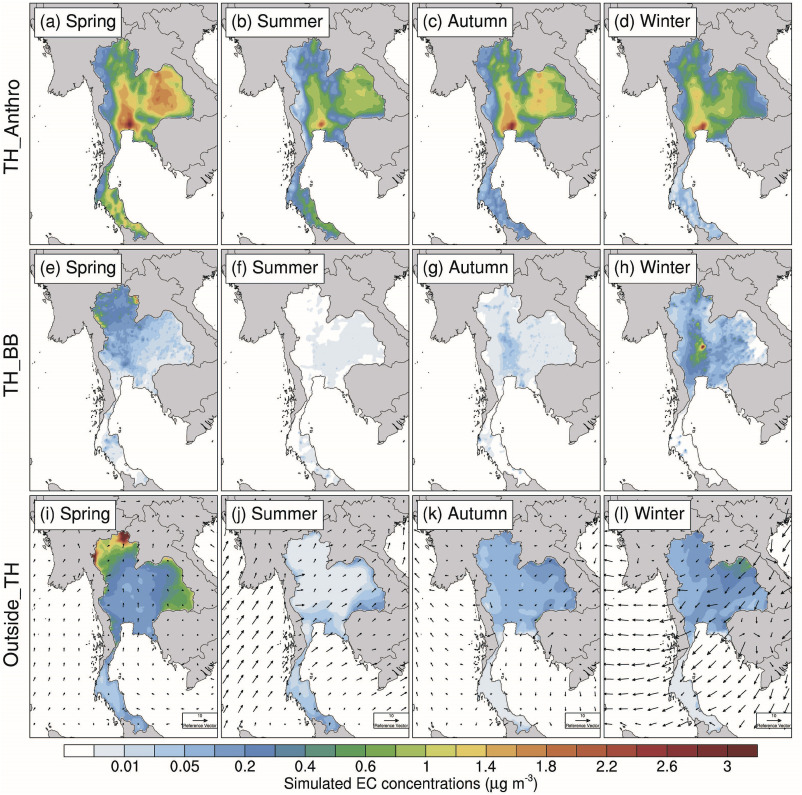 (a) Spring
(b) Summer
(c) Autumn
(d) Winter
TH_Anthro
(e) Spring
(f) Summer
(g) Autumn
(h) Winter
TH_BB
(i) Spring
(j) Summer
(k) Autumn
(l) Winter
Outside_TH
10
Reference Vector
10
Reference Vector
10
Reference Vector
10
Reference Vector
0.01 0.05 0.2 0.4 0.6 1 1.4 1.8 2.2 2.6 3
Simulated EC concentrations (μg m⁻³)